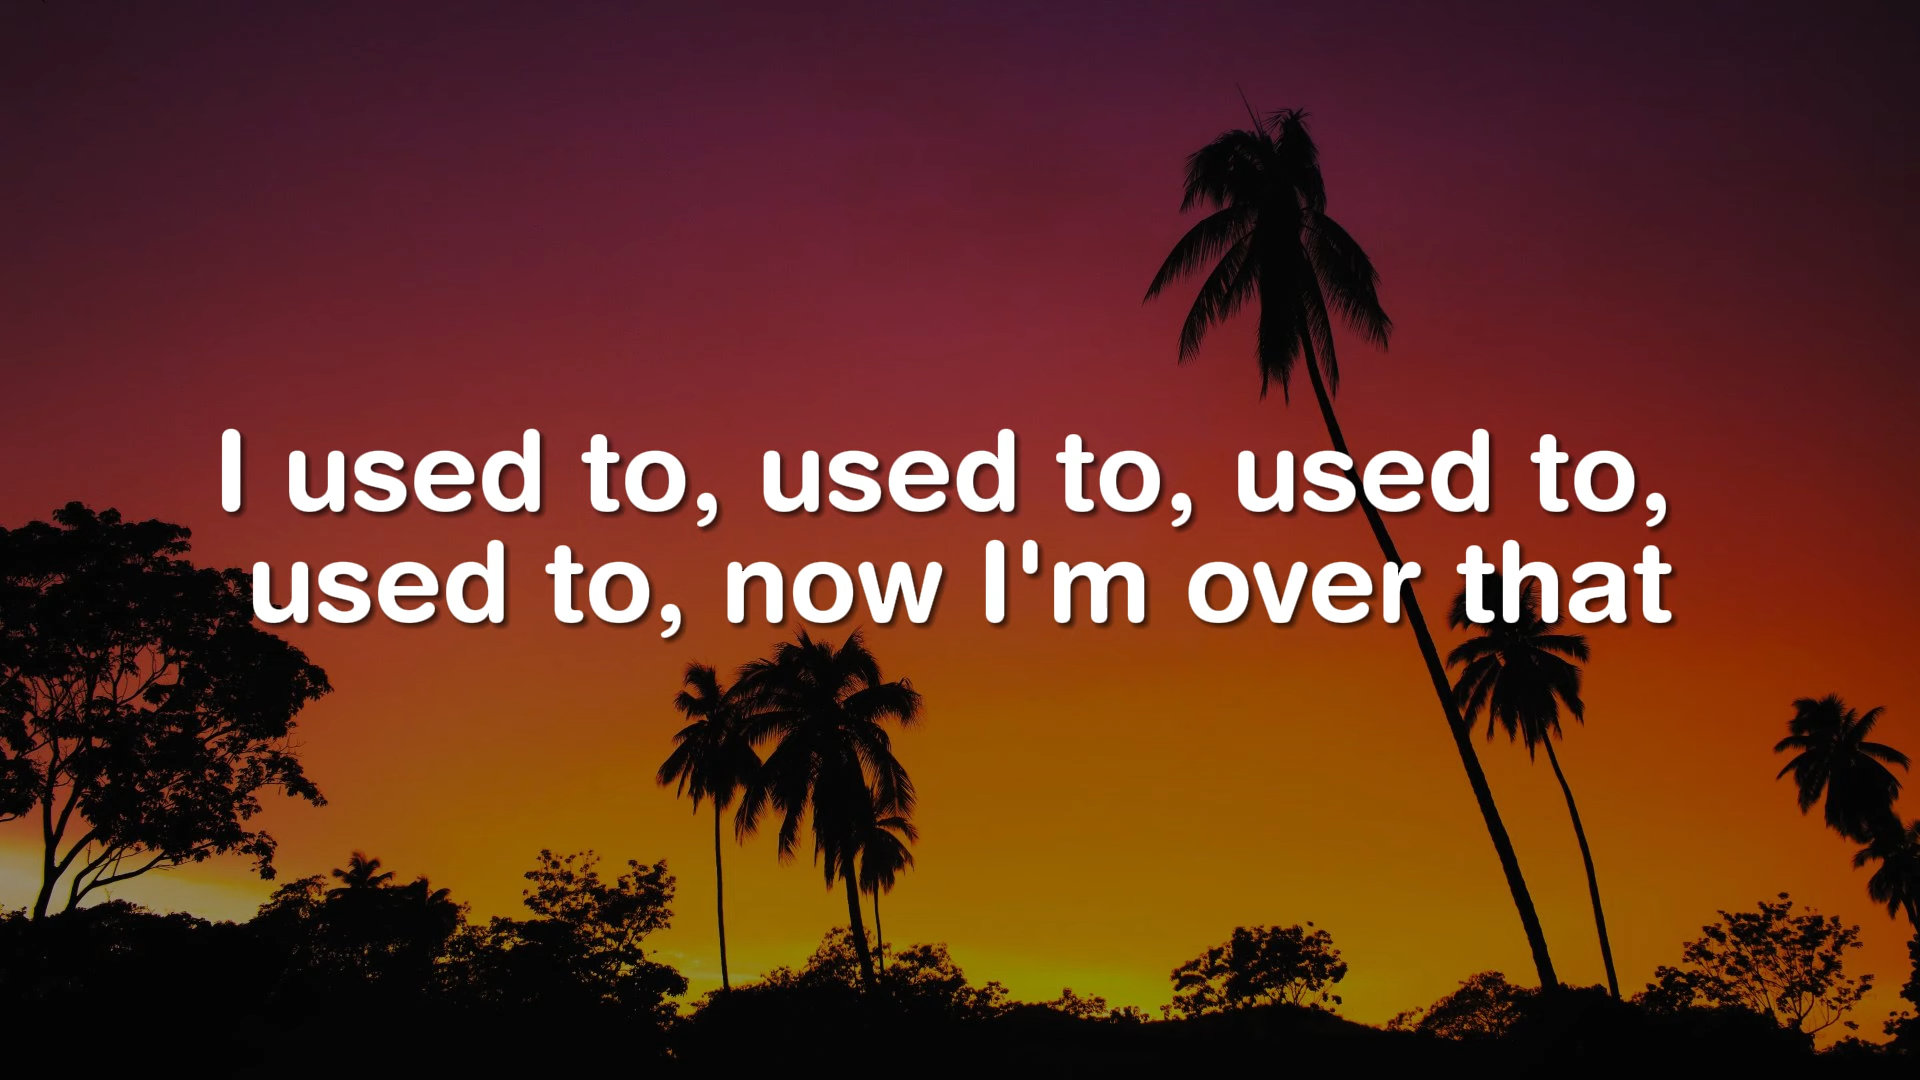 I used to, used to, used to,
used to, now I'm over that